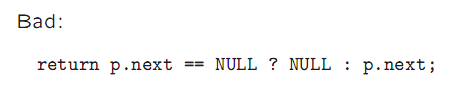 Bad:
return p.next == NULL ? NULL : p.next;